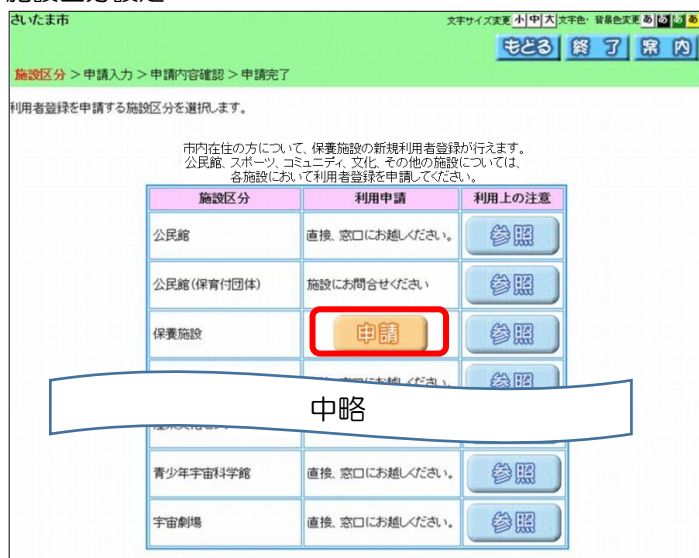 さいたま市
文字サイズ変更 小 中 大 文字色・背景色変更 あ あ あ あ
もどる 終了 案内
施設区分 > 申請入力 > 申請内容確認 > 申請完了
利用者登録を申請する施設区分を選択します。
市内在住の方について、保養施設の新規利用者登録が行えます。
公民館、スポーツ、コミュニティ、文化、その他の施設については、
各施設において利用者登録を申請してください。
施設区分 利用申請 利用上の注意
公民館 直接、窓口にお越しください。 参照
公民館(保育付団体) 施設にお問合せください 参照
保養施設 申請 参照
中略
青少年宇宙科学館 直接、窓口にお越しください。 参照
宇宙劇場 直接、窓口にお越しください。 参照